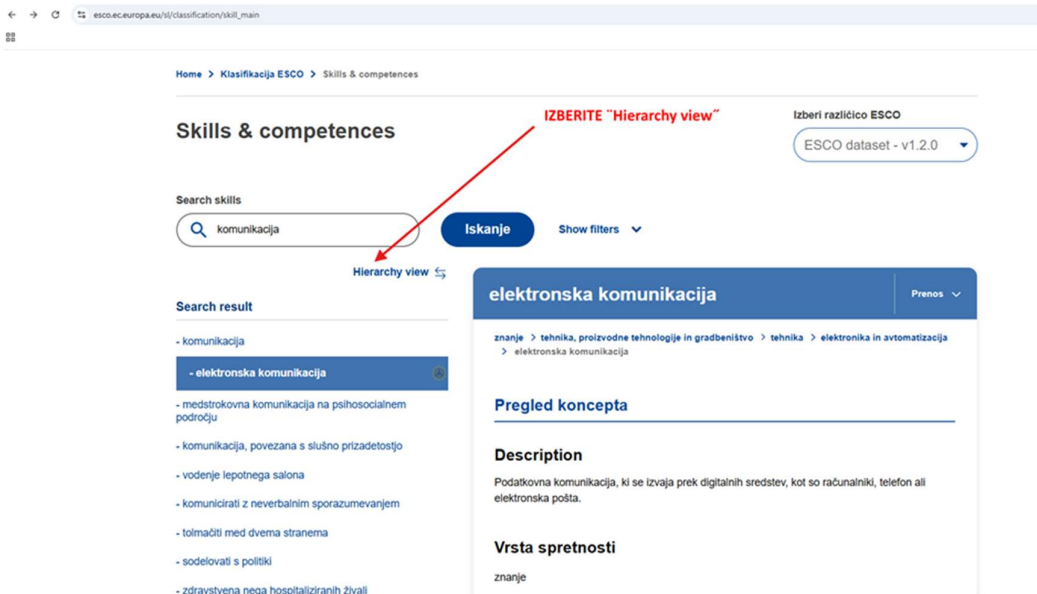 esco.ec.europa.eu/sl/classification/skill_main
Home > Klasifikacija ESCO > Skills & competences
IZBERITE ¨Hierarchy view˝
Izberi različico ESCO
Skills & competences
ESCO dataset - v1.2.0
Search skills
komunikacija
Iskanje
Show filters
Hierarchy view
elektronska komunikacija
Prenos
Search result
znanje > tehnika, proizvodne tehnologije in gradbeništvo > tehnika > elektronika in avtomatizacija
> elektronska komunikacija
- komunikacija
- elektronska komunikacija
- medstrokovna komunikacija na psihosocialnem
področju
- komunikacija, povezana s slušno prizadetostjo
- vodenje lepotnega salona
- komunicirati z neverbalnim sporazumevanjem
- tolmačiti med dvema stranema
- sodelovati s politiki
- zdravstvena nega hospitaliziranih živali
Pregled koncepta
Description
Podatkovna komunikacija, ki se izvaja prek digitalnih sredstev, kot so računalniki, telefon ali
elektronska pošta.
Vrsta spretnosti
znanje